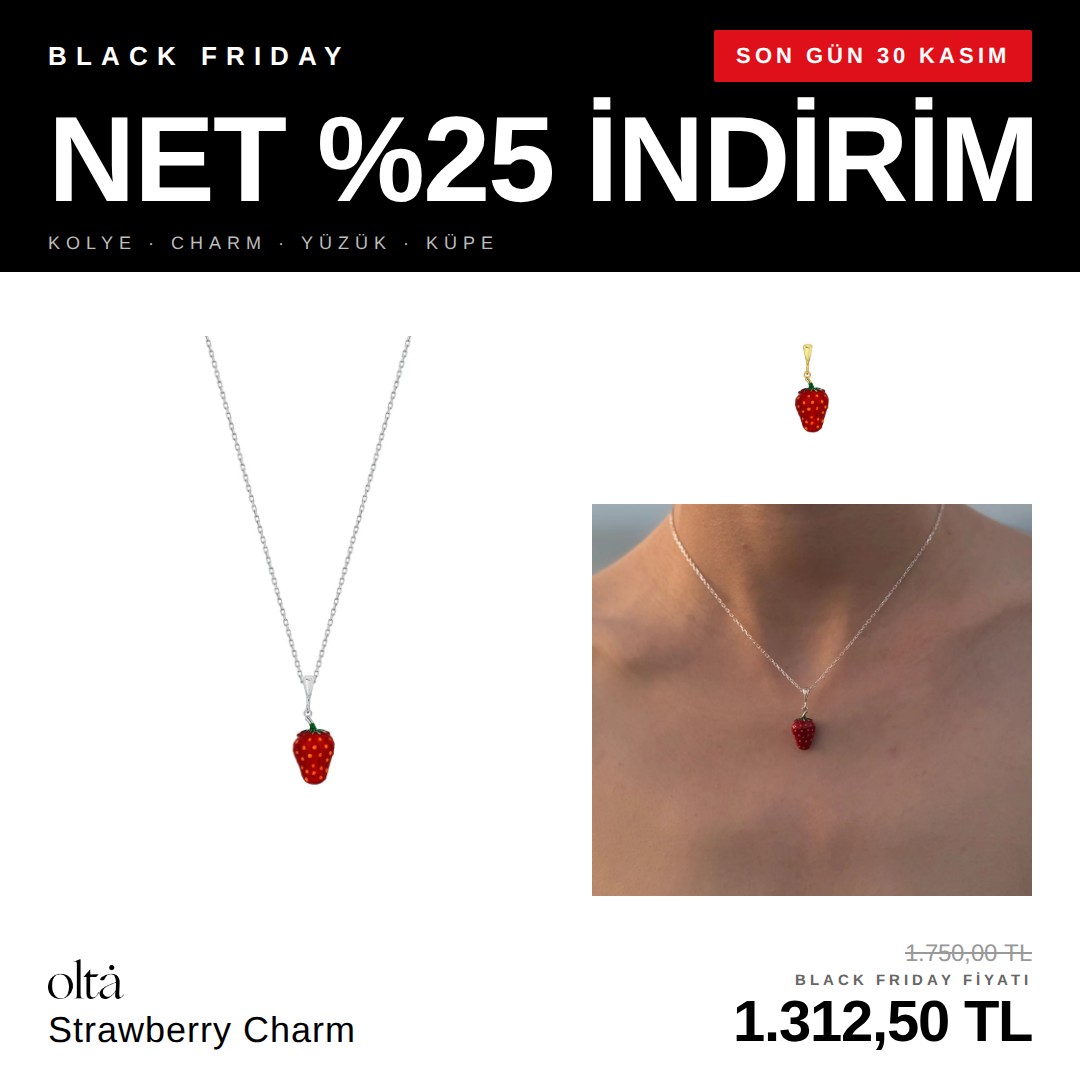 BLACK FRIDAY
SON GÜN 30 KASIM
NET %25 İNDİRİM
KOLYE · CHARM · YÜZÜK · KÜPE
1.750,00 TL
BLACK FRIDAY FİYATI
1.312,50 TL
olta
Strawberry Charm